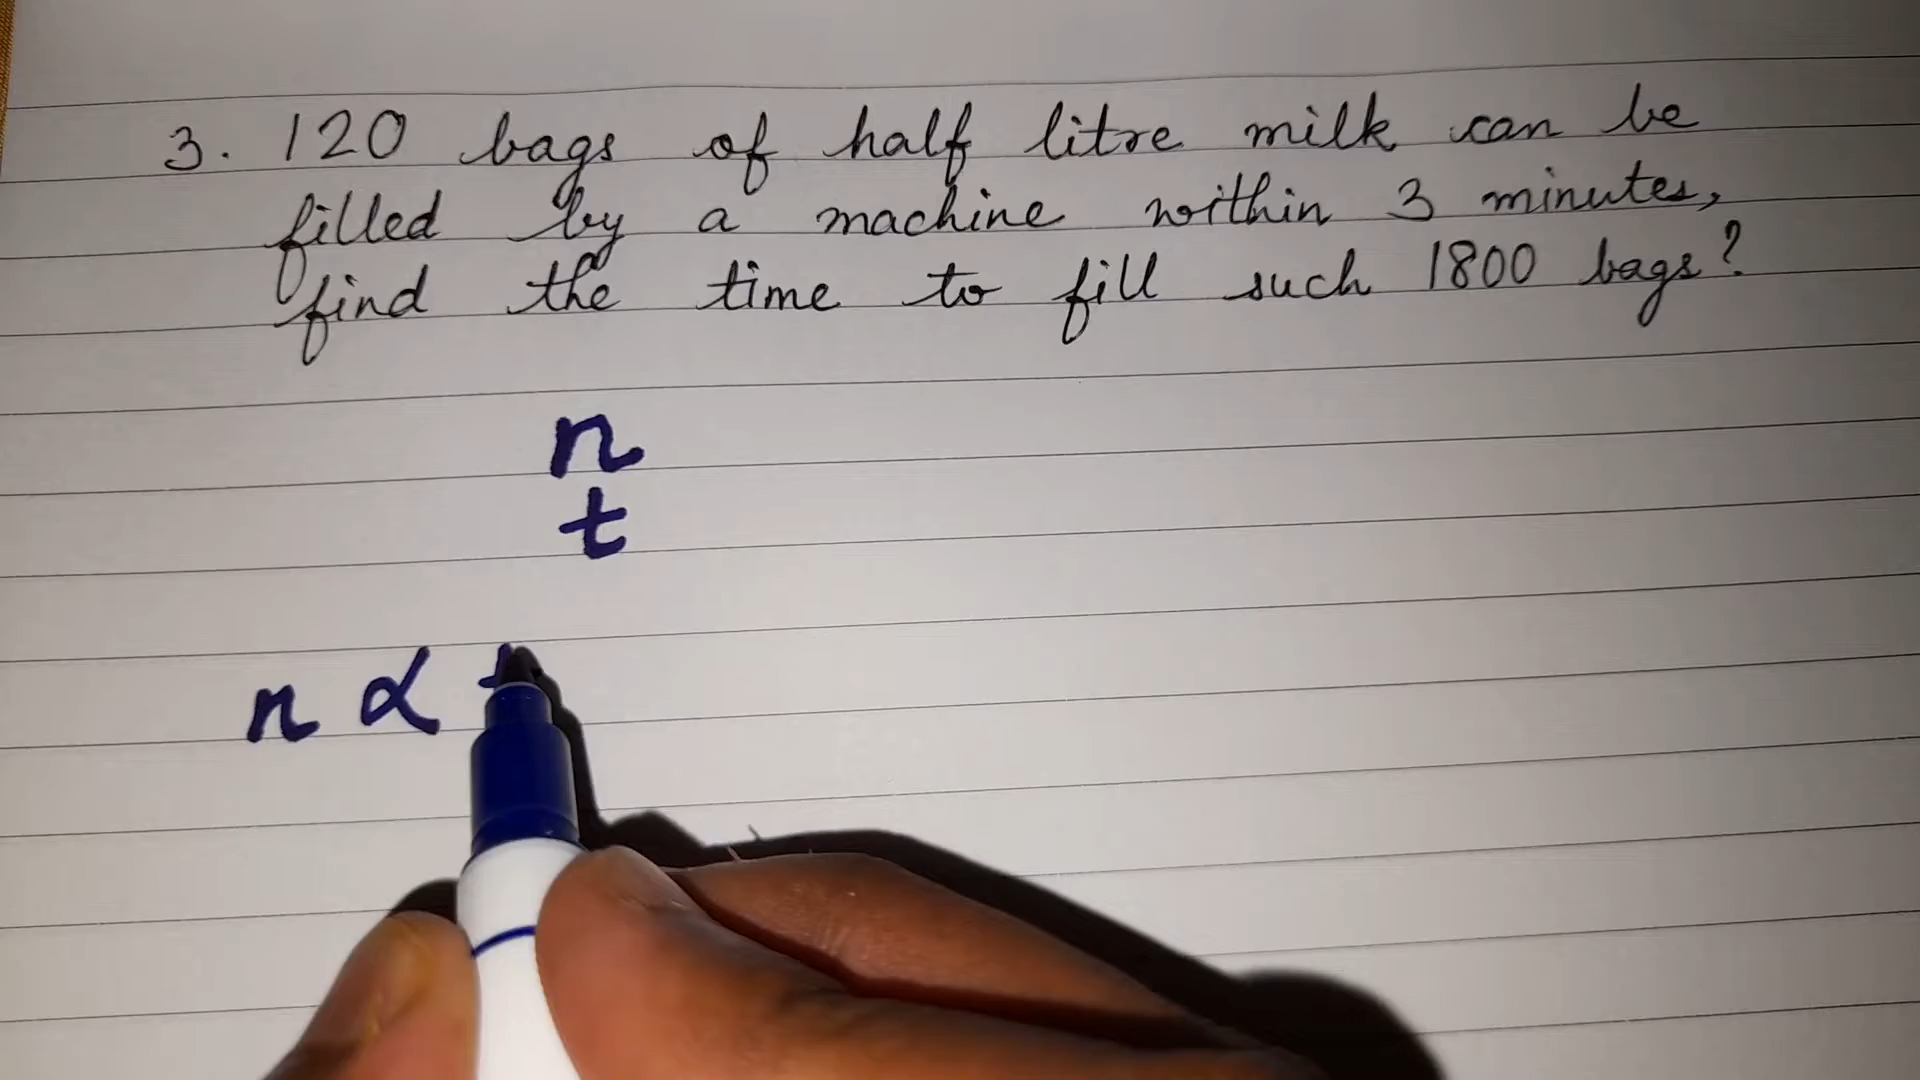 3. 120 bags of half litre milk can be
filled by a machine within 3 minutes,
find the time to fill such 1800 bags?
n
t
n ∝ t